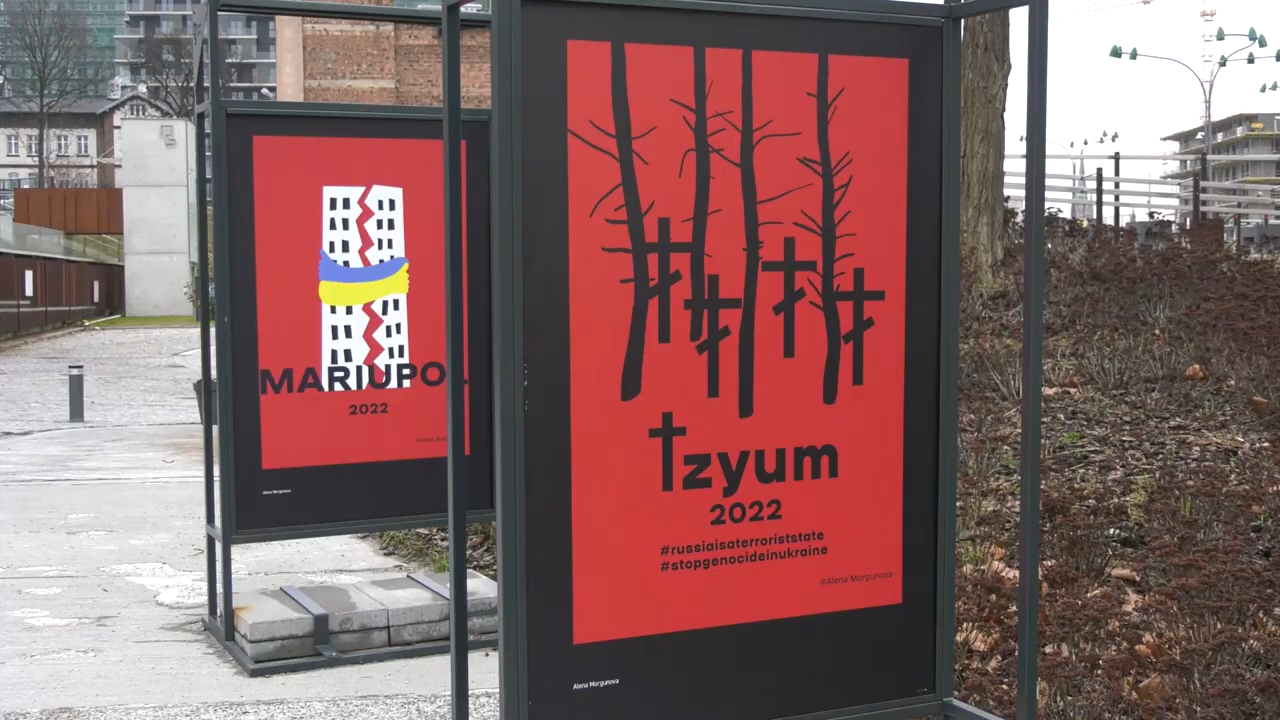 MARIUPOL
2022
Alena Morgunova
Izyum
2022
#russiaisaterroriststate
#stopgenocideinukraine
©Alena Morgunova
Alena Morgunova